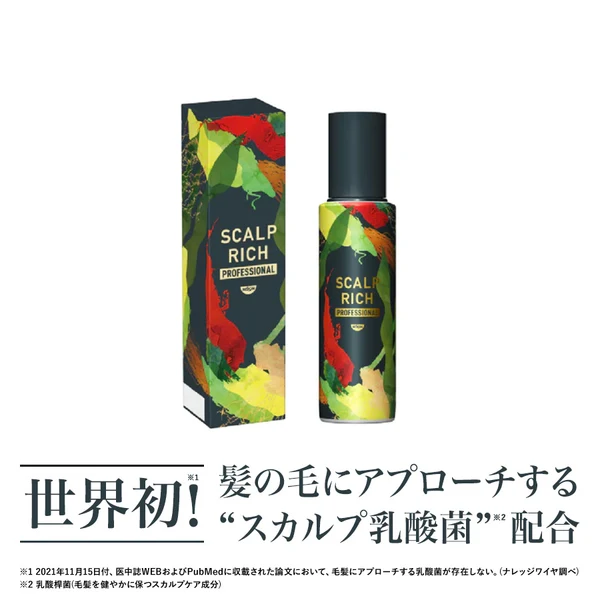 SCALP
RICH
PROFESSIONAL
SCALP
RICH
PROFESSIONAL
世界初!※1
髪の毛にアプローチする
“スカルプ乳酸菌”※2 配合
※1 2021年11月15日付、医中誌WEBおよびPubMedに収載された論文において、毛髪にアプローチする乳酸菌が存在しない。(ナレッジワイヤ調べ)
※2 乳酸桿菌(毛髪を健やかに保つスカルプケア成分)